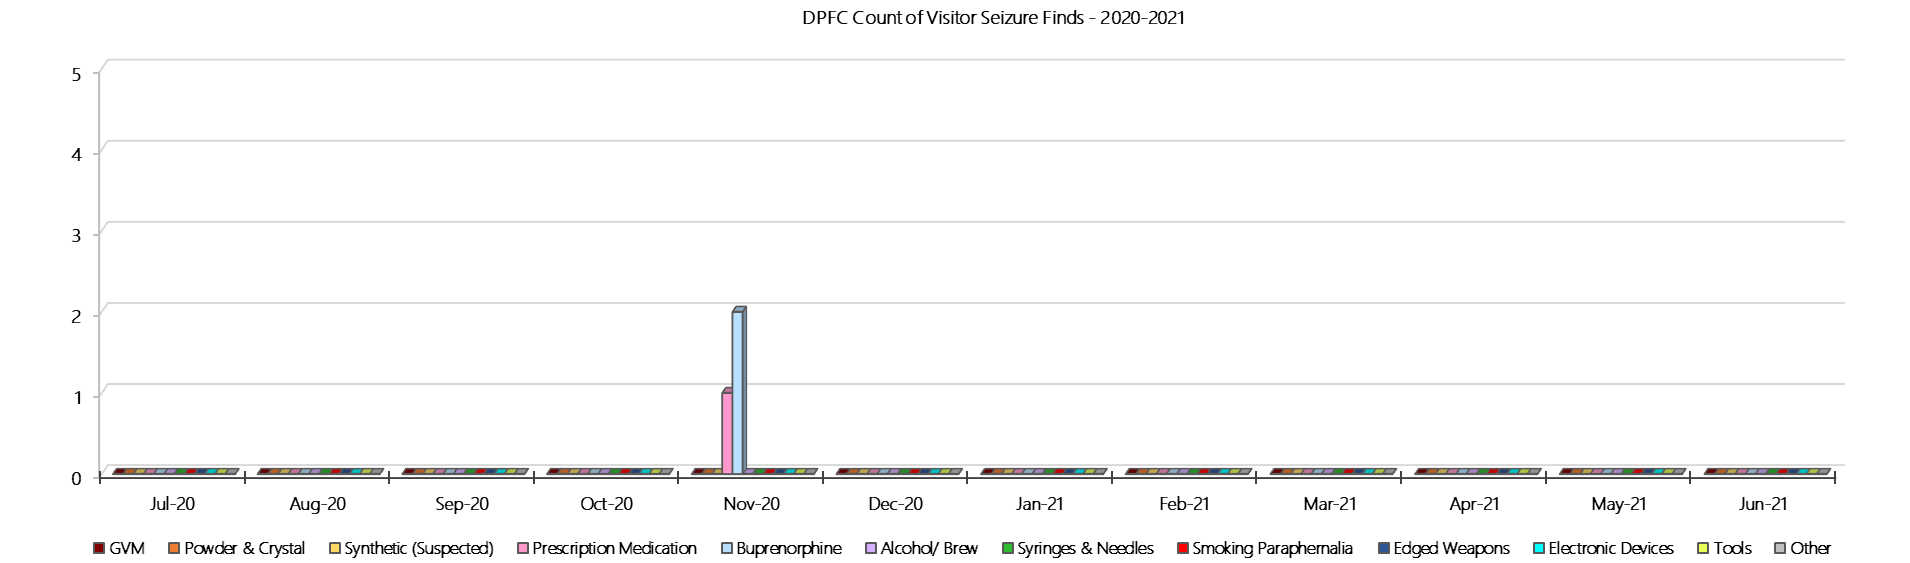 DPFC Count of Visitor Seizure Finds - 2020-2021
5
4
3
2
1
0
Jul-20 Aug-20 Sep-20 Oct-20 Nov-20 Dec-20 Jan-21 Feb-21 Mar-21 Apr-21 May-21 Jun-21
GVM Powder & Crystal Synthetic (Suspected) Prescription Medication Buprenorphine Alcohol/ Brew Syringes & Needles Smoking Paraphernalia Edged Weapons Electronic Devices Tools Other